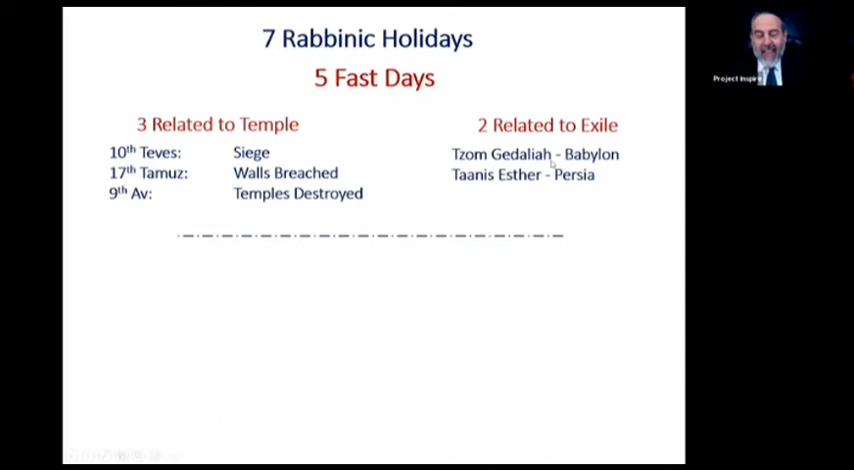 7 Rabbinic Holidays
5 Fast Days
3 Related to Temple
10th Teves: Siege
17th Tamuz: Walls Breached
9th Av: Temples Destroyed
2 Related to Exile
Tzom Gedaliah - Babylon
Taanis Esther - Persia
Project Inspire